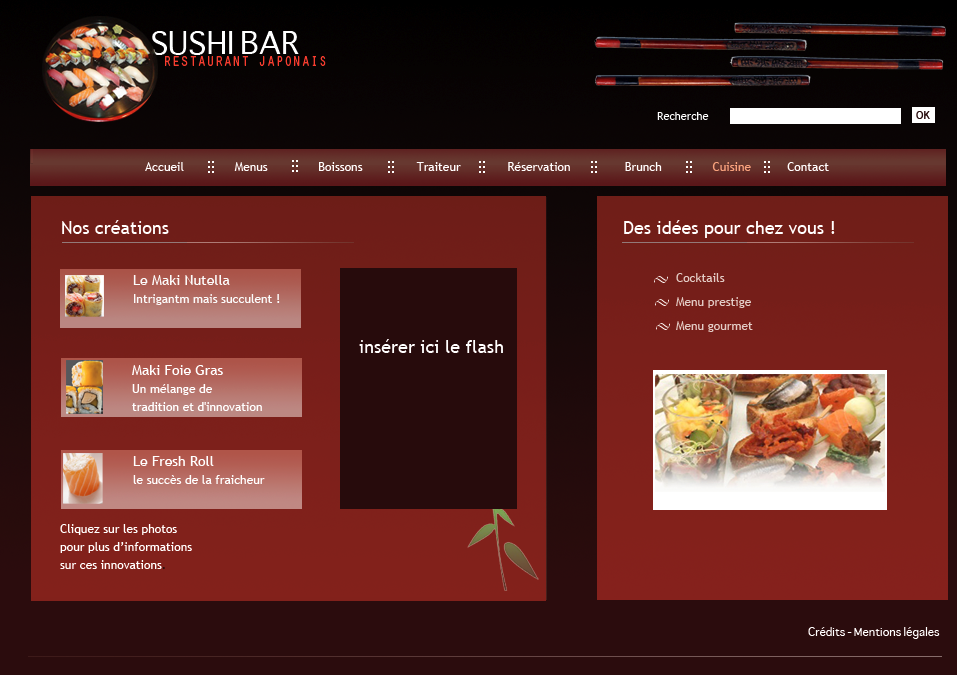 SUSHI BAR
RESTAURANT JAPONAIS
Recherche
OK
Accueil
Menus
Boissons
Traiteur
Réservation
Brunch
Cuisine
Contact
Nos créations
Le Maki Nutella
Intrigantm mais succulent !
Maki Foie Gras
Un mélange de
tradition et d'innovation
Le Fresh Roll
le succès de la fraicheur
Cliquez sur les photos
pour plus d’informations
sur ces innovations
insérer ici le flash
Des idées pour chez vous !
Cocktails
Menu prestige
Menu gourmet
Crédits - Mentions légales